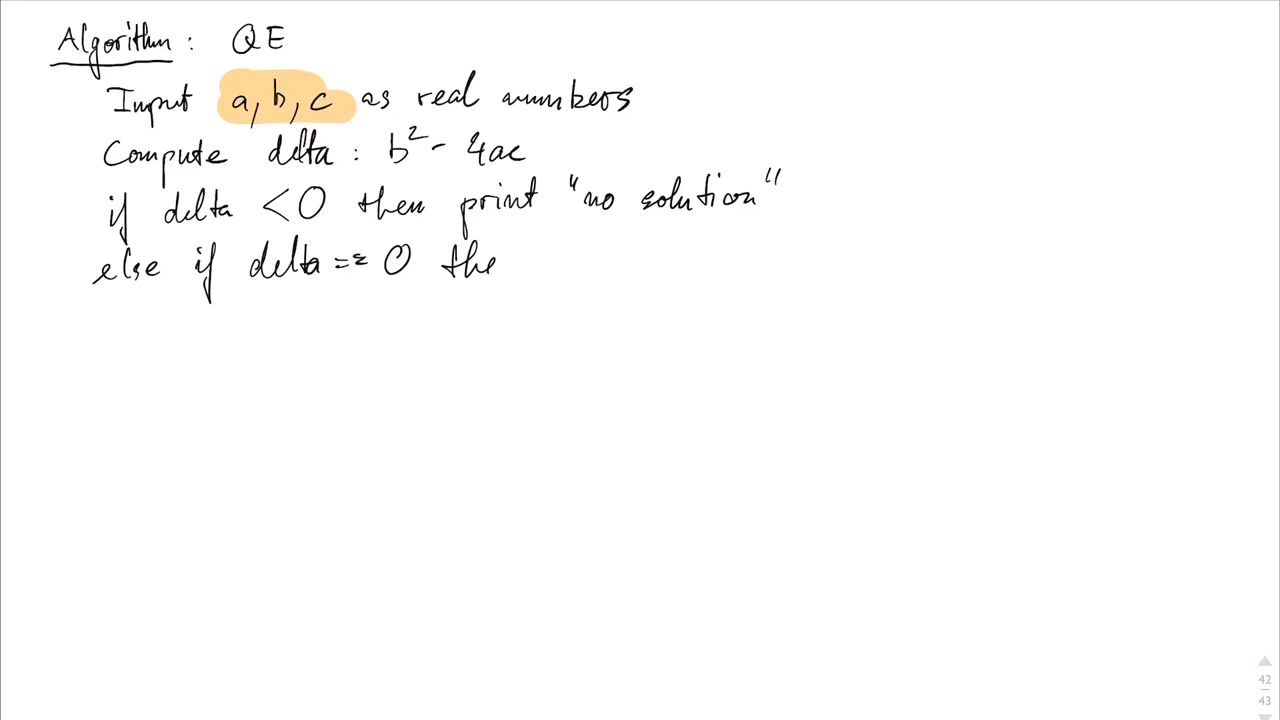 Algorithm: QE
Input a, b, c as real numbers
Compute delta: b² - 4ac
if delta < 0 then print "no solution"
else if delta == 0 the
42
43